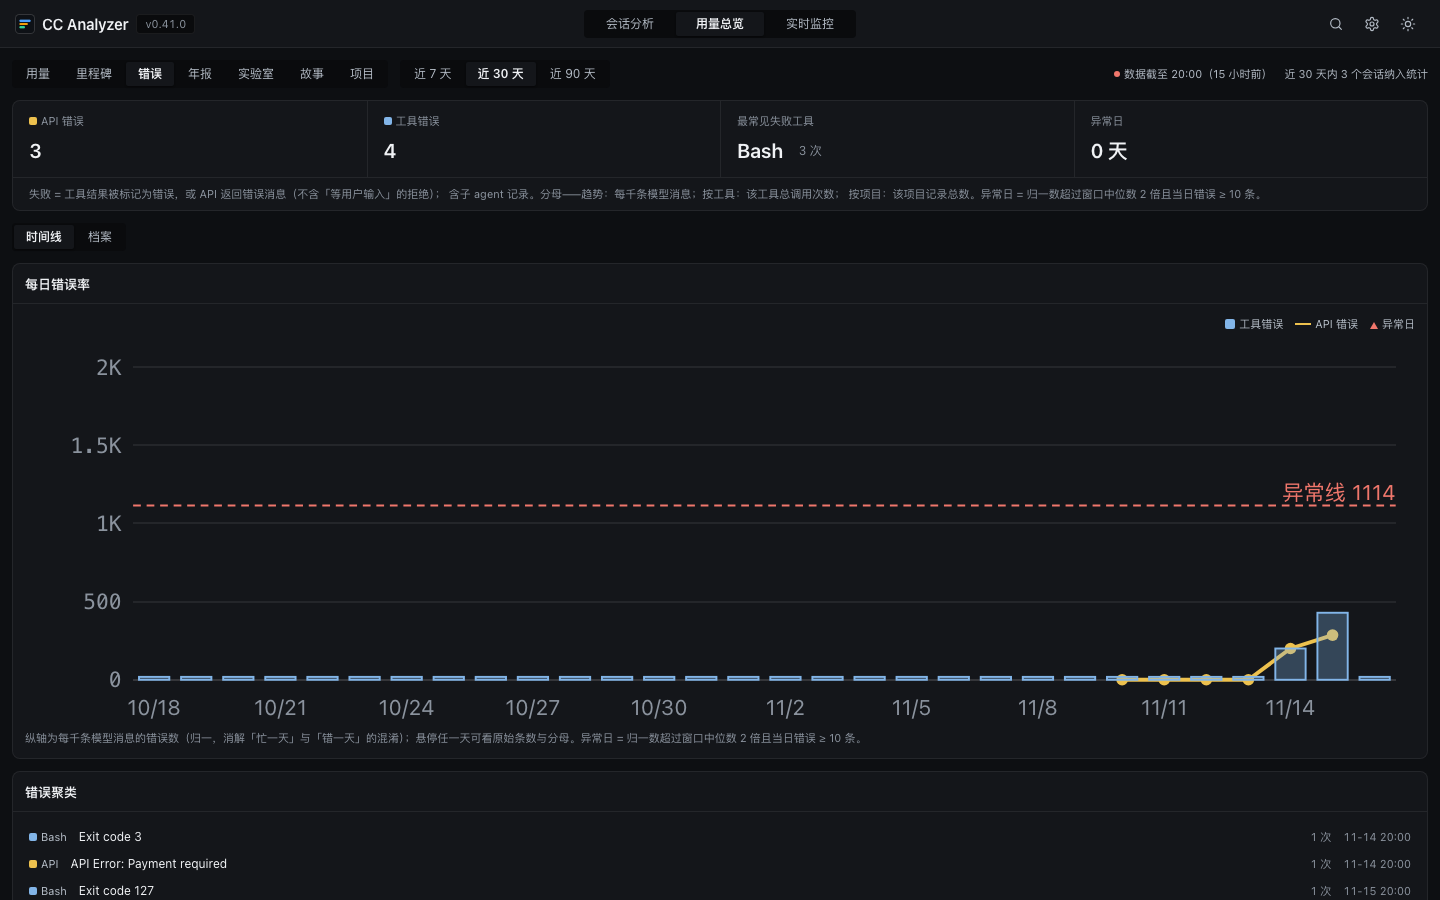 CC Analyzer v0.41.0 会话分析 用量总览 实时监控
用量 里程碑 错误 年报 实验室 故事 项目 近 7 天 近 30 天 近 90 天 数据截至 20:00（15 小时前） 近 30 天内 3 个会话纳入统计
API 错误 工具错误 最常见失败工具 异常日
3 4 Bash 3 次 0 天
失败 = 工具结果被标记为错误，或 API 返回错误消息（不含「等用户输入」的拒绝）； 含子 agent 记录。分母——趋势：每千条模型消息；按工具：该工具总调用次数； 按项目：该项目记录总数。异常日 = 归一数超过窗口中位数 2 倍且当日错误 ≥ 10 条。
时间线 档案
每日错误率
工具错误 API 错误 异常日
2K
1.5K
异常线 1114
1K
500
0
10/18 10/21 10/24 10/27 10/30 11/2 11/5 11/8 11/11 11/14
纵轴为每千条模型消息的错误数（归一，消解「忙一天」与「错一天」的混淆）；悬停任一天可看原始条数与分母。异常日 = 归一数超过窗口中位数 2 倍且当日错误 ≥ 10 条。
错误聚类
Bash Exit code 3 1 次 11-14 20:00
API API Error: Payment required 1 次 11-14 20:00
Bash Exit code 127 1 次 11-15 20:00